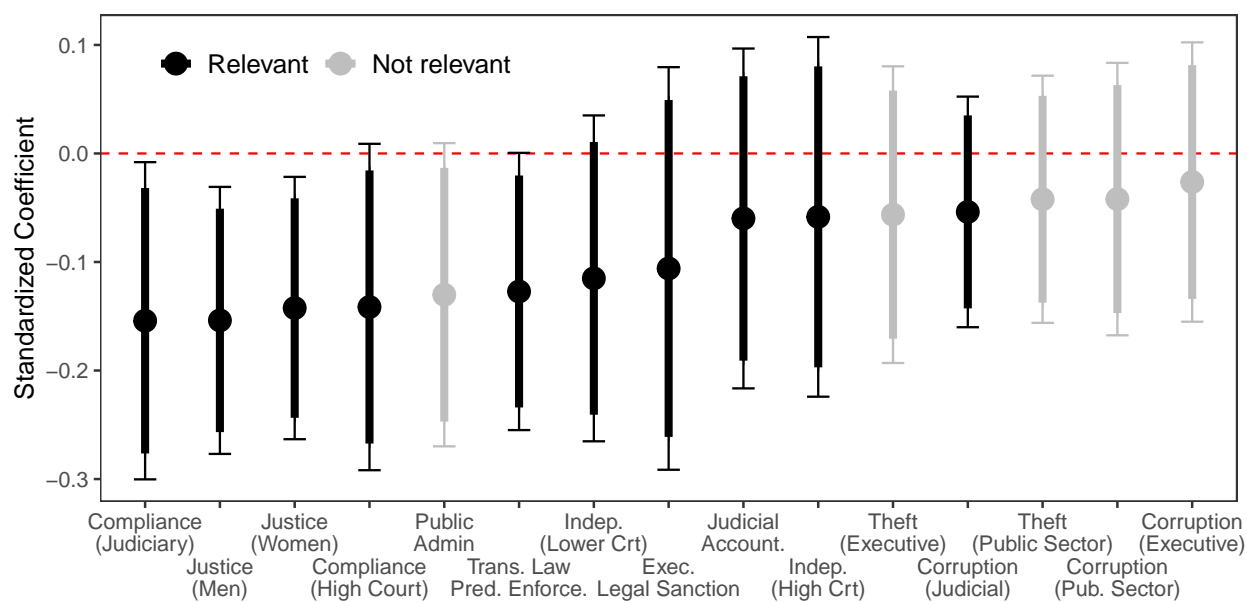 Standardized Coefficient
0.1
0.0
−0.1
−0.2
−0.3
Relevant
Not relevant
Compliance
(Judiciary)
Justice
(Men)
Justice
(Women)
Compliance
(High Court)
Public
Admin
Trans. Law
Pred. Enforce.
Indep.
(Lower Crt)
Exec.
Legal Sanction
Judicial
Account.
Indep.
(High Crt)
Theft
(Executive)
Corruption
(Judicial)
Theft
(Public Sector)
Corruption
(Pub. Sector)
Corruption
(Executive)